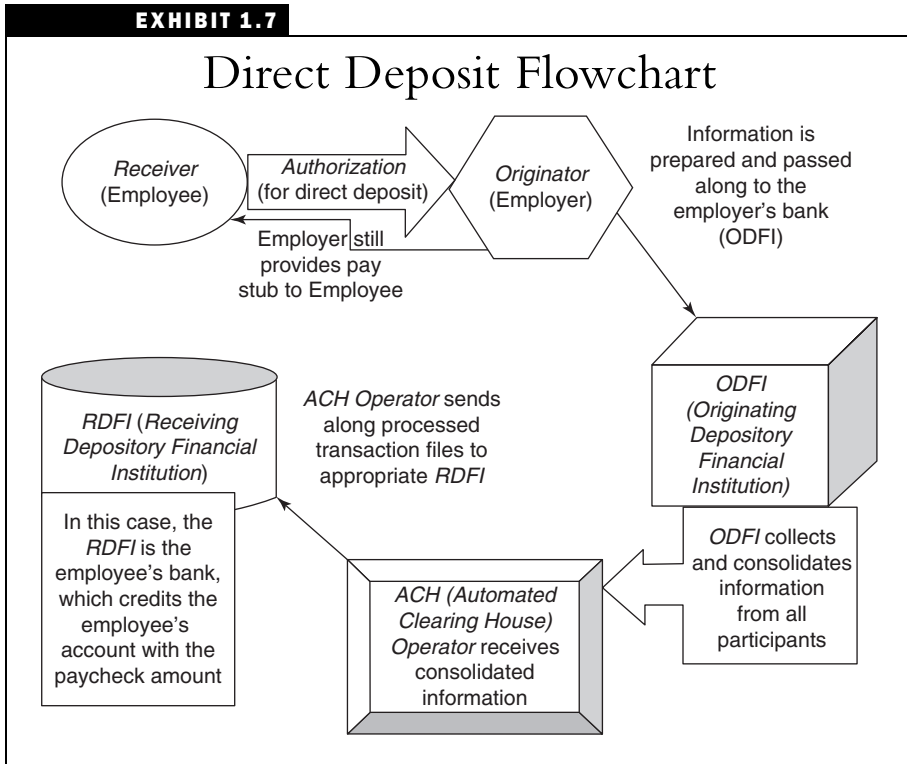 EXHIBIT 1.7
Direct Deposit Flowchart
Receiver
(Employee)
Authorization
(for direct deposit)
Originator
(Employer)
Information is
prepared and passed
along to the
employer’s bank
(ODFI)
Employer still
provides pay
stub to Employee
ODFI
(Originating
Depository
Financial
Institution)
ODFI collects
and consolidates
information
from all
participants
ACH (Automated
Clearing House)
Operator receives
consolidated
information
ACH Operator sends
along processed
transaction files to
appropriate RDFI
RDFI (Receiving
Depository Financial
Institution)
In this case, the
RDFI is the
employee’s bank,
which credits the
employee’s
account with the
paycheck amount